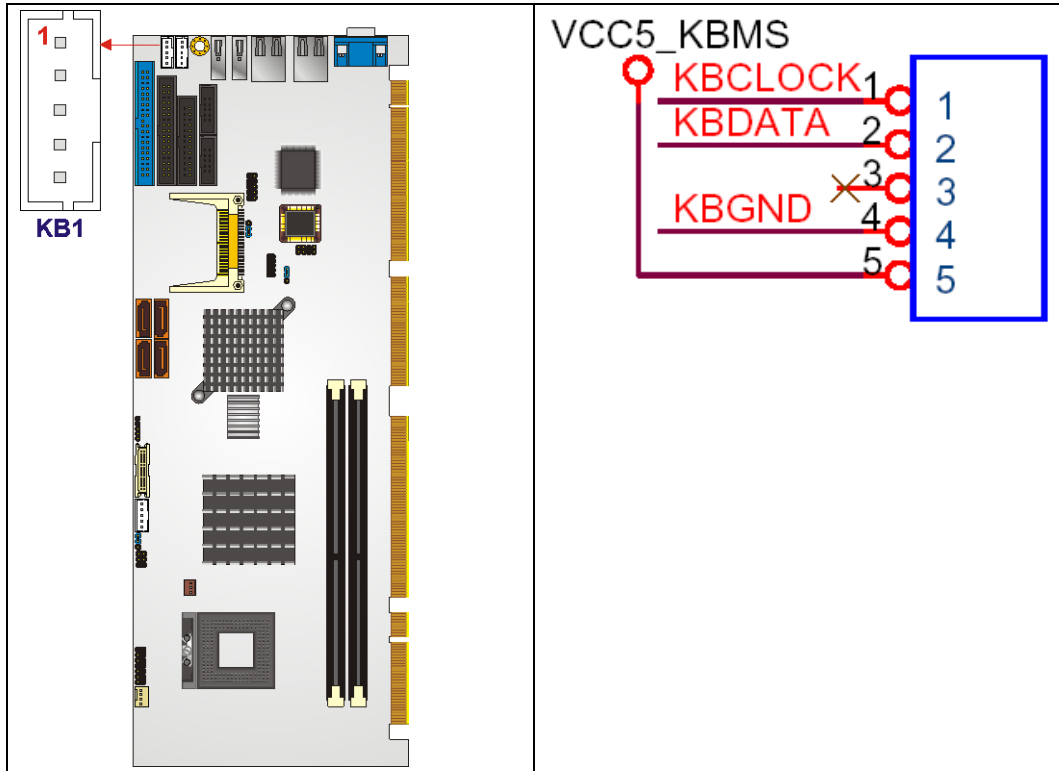 1
KB1
VCC5_KBMS
KBCLOCK 1 1
KBDATA 2 2
3 3
KBGND 4 4
5 5